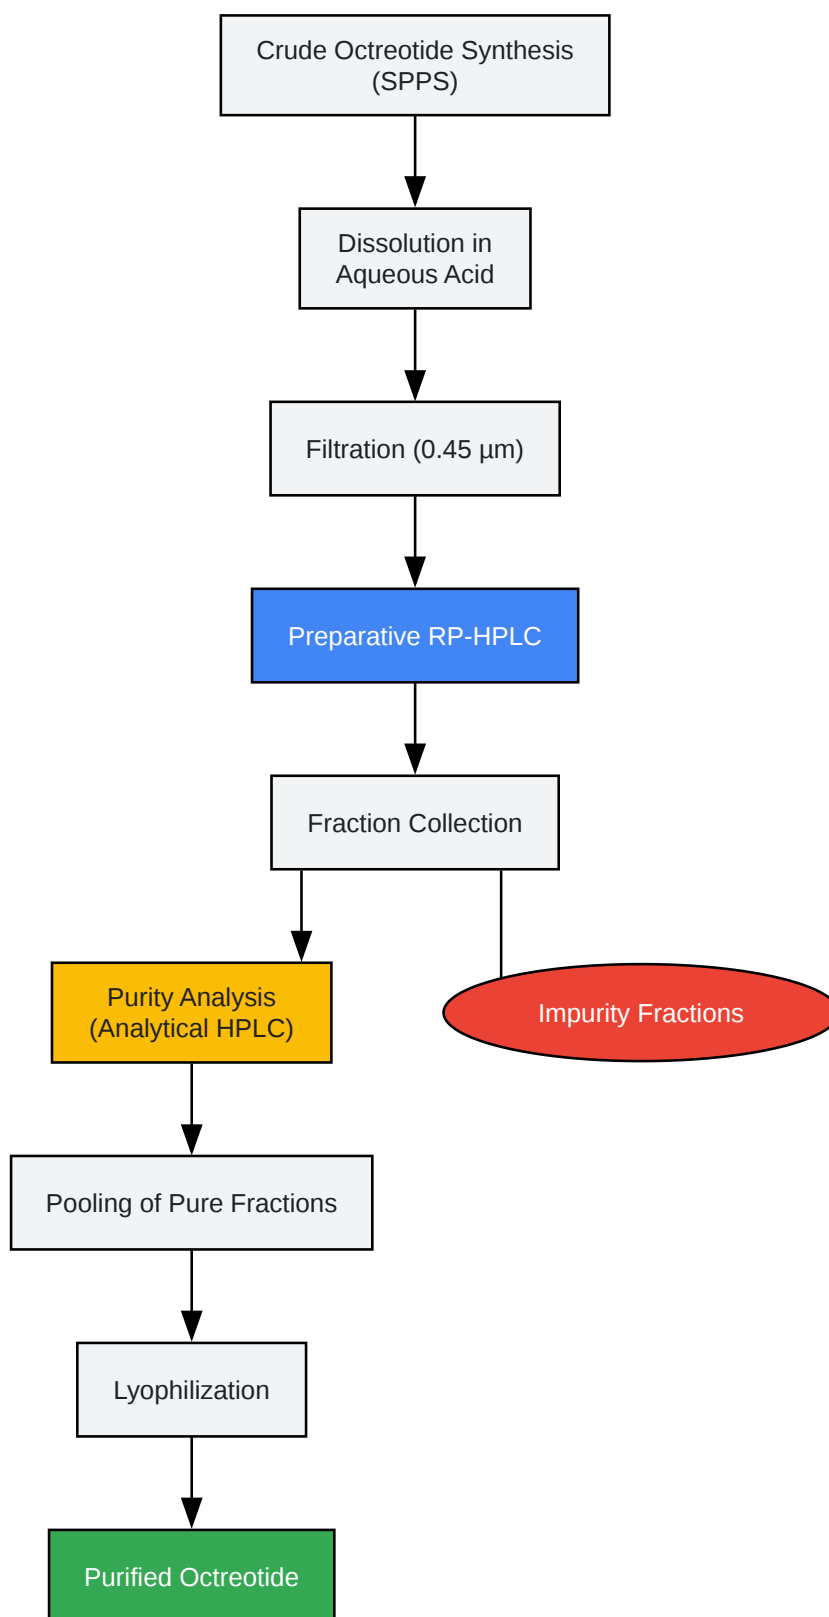 Crude Octreotide Synthesis
(SPPS)
Dissolution in
Aqueous Acid
Filtration (0.45 µm)
Preparative RP-HPLC
Fraction Collection
Purity Analysis
(Analytical HPLC)
Impurity Fractions
Pooling of Pure Fractions
Lyophilization
Purified Octreotide